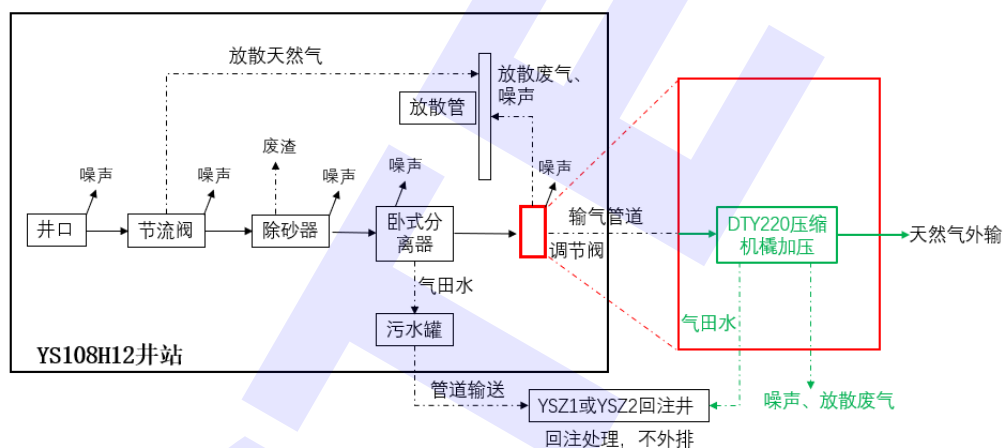 放散天然气
放散废气、
噪声
放散管
废渣
噪声
噪声
噪声
噪声
噪声
井口
节流阀
除砂器
卧式分
离器
输气管道
调节阀
DTY220压缩
机橇加压
天然气外输
气田水
气田水
污水罐
YS108H12井站
管道输送
YSZ1或YSZ2回注井
噪声、放散废气
回注处理，不外排